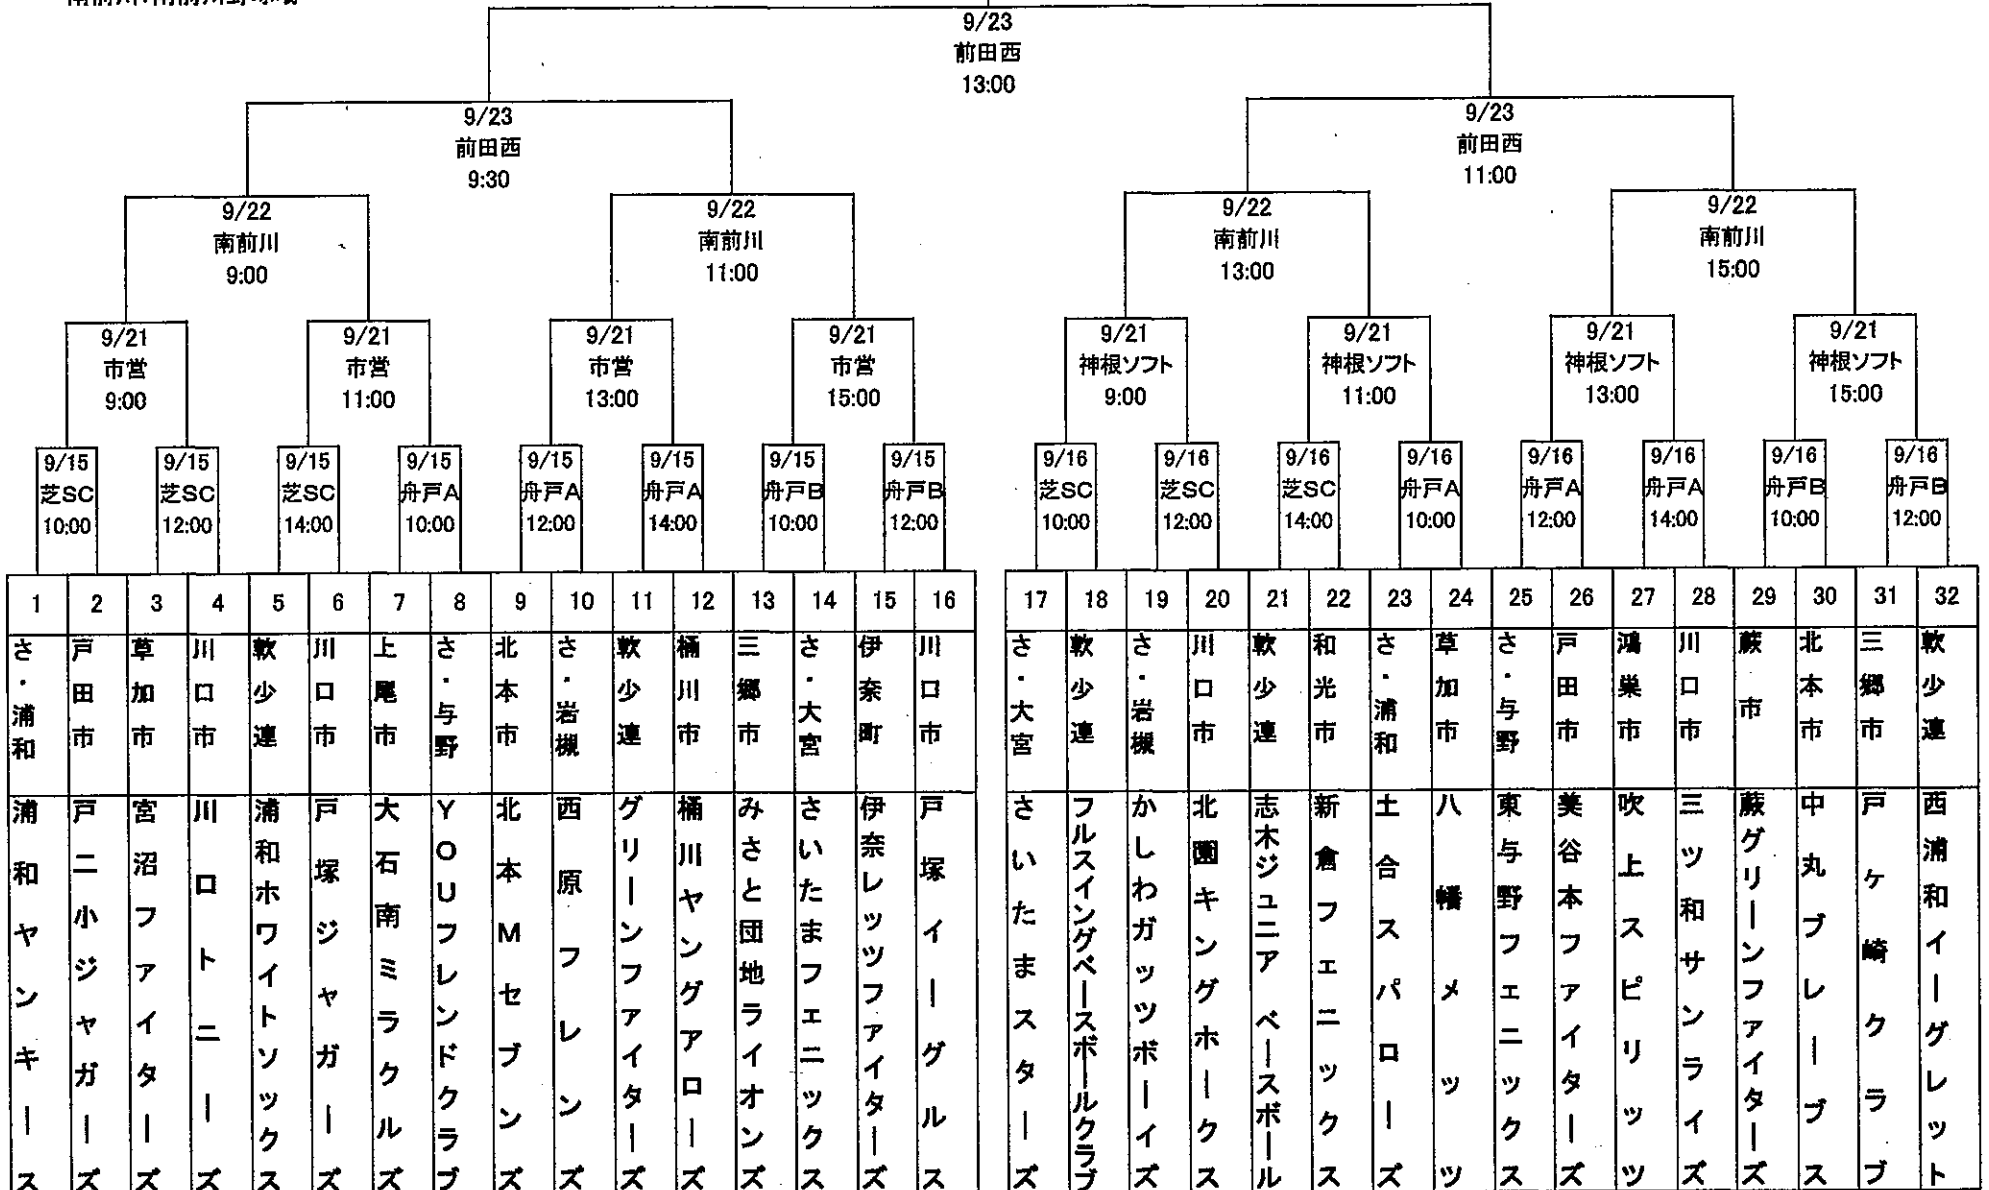 9/23
前田西
13:00
9/23
前田西
9:30
9/23
前田西
11:00
9/22
南前川
9:00
9/22
南前川
11:00
9/22
南前川
13:00
9/22
南前川
15:00
9/21
市営
9:00
9/21
市営
11:00
9/21
市営
13:00
9/21
市営
15:00
9/21
神根ソフト
9:00
9/21
神根ソフト
11:00
9/21
神根ソフト
13:00
9/21
神根ソフト
15:00
9/15
芝SC
10:00
9/15
芝SC
12:00
9/15
芝SC
14:00
9/15
舟戸A
10:00
9/15
舟戸A
12:00
9/15
舟戸A
14:00
9/15
舟戸B
10:00
9/15
舟戸B
12:00
9/16
芝SC
10:00
9/16
芝SC
12:00
9/16
芝SC
14:00
9/16
舟戸A
10:00
9/16
舟戸A
12:00
9/16
舟戸A
14:00
9/16
舟戸B
10:00
9/16
舟戸B
12:00
1
さ・浦和
浦和ヤンキース
2
戸田市
戸二小ジャガーズ
3
草加市
宮沼ファイターズ
4
川口市
川口トニーズ
5
軟少連
浦和ホワイトソックス
6
川口市
戸塚ジャガーズ
7
上尾市
大石南ミラクルズ
8
さ・与野
YOUフレンドクラブ
9
北本市
北本Mセブンズ
10
さ・岩槻
西原フレンズ
11
軟少連
グリーンファイターズ
12
桶川市
桶川ヤングアローズ
13
三郷市
みさと団地ライオンズ
14
さ・大宮
さいたまフェニックス
15
伊奈町
伊奈レッツファイターズ
16
川口市
戸塚イーグルス
17
さ・大宮
さいたまスターズ
18
軟少連
フルスイングベースボールクラブ
19
さ・岩槻
かしわガッツボーイズ
20
川口市
北園キングホークス
21
軟少連
志木ジュニア ベースボール
22
和光市
新倉フェニックス
23
さ・浦和
土合スパローズ
24
草加市
八幡メッツ
25
さ・与野
東与野フェニックス
26
戸田市
美谷本ファイターズ
27
鴻巣市
吹上スピリッツ
28
川口市
三ツ和サンライズ
29
蕨市
蕨グリーンファイターズ
30
北本市
中丸ブレーブス
31
三郷市
戸ヶ崎クラブ
32
軟少連
西浦和イーグレット